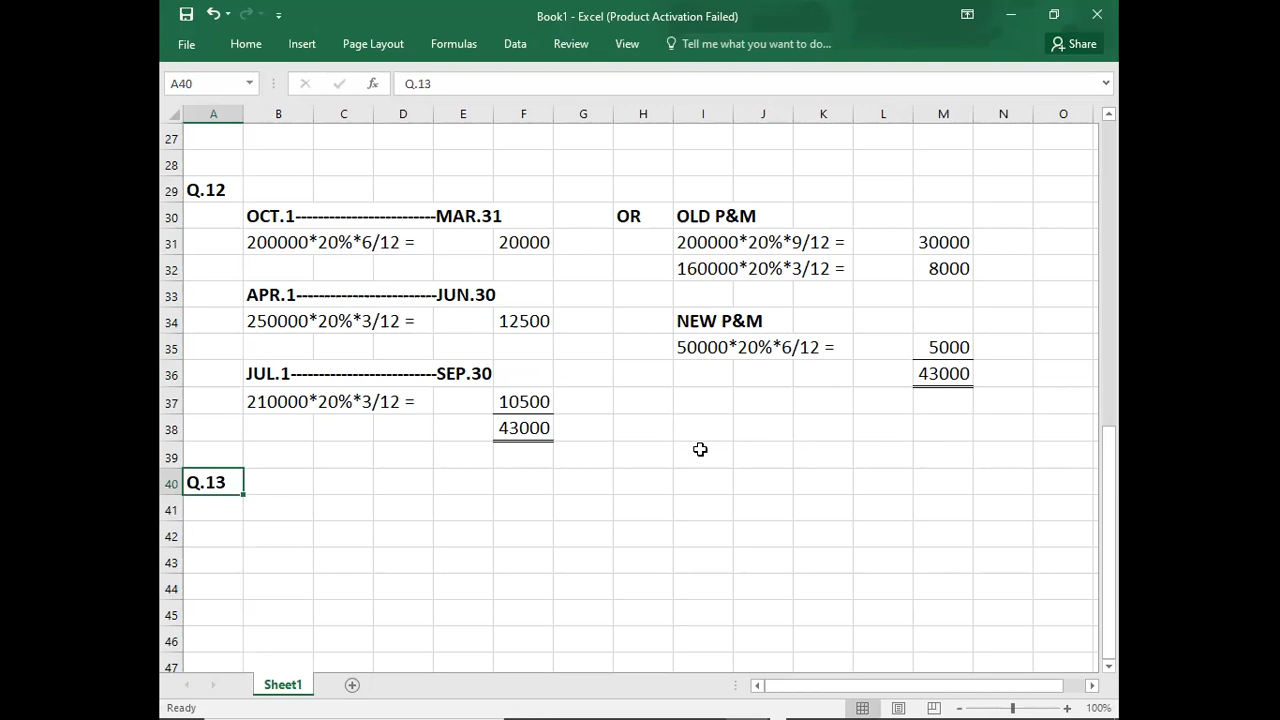 Book1 - Excel (Product Activation Failed)
File Home Insert Page Layout Formulas Data Review View Tell me what you want to do... Share
A40 fx Q.13
A B C D E F G H I J K L M N O
27
28
29 Q.12
30 OCT.1-------------------------MAR.31 OR OLD P&M
31 200000*20%*6/12 = 20000 200000*20%*9/12 = 30000
32 160000*20%*3/12 = 8000
33 APR.1-------------------------JUN.30
34 250000*20%*3/12 = 12500 NEW P&M
35 50000*20%*6/12 = 5000
36 JUL.1-------------------------SEP.30 43000
37 210000*20%*3/12 = 10500
38 43000
39
40 Q.13
41
42
43
44
45
46
47
Sheet1
Ready 100%